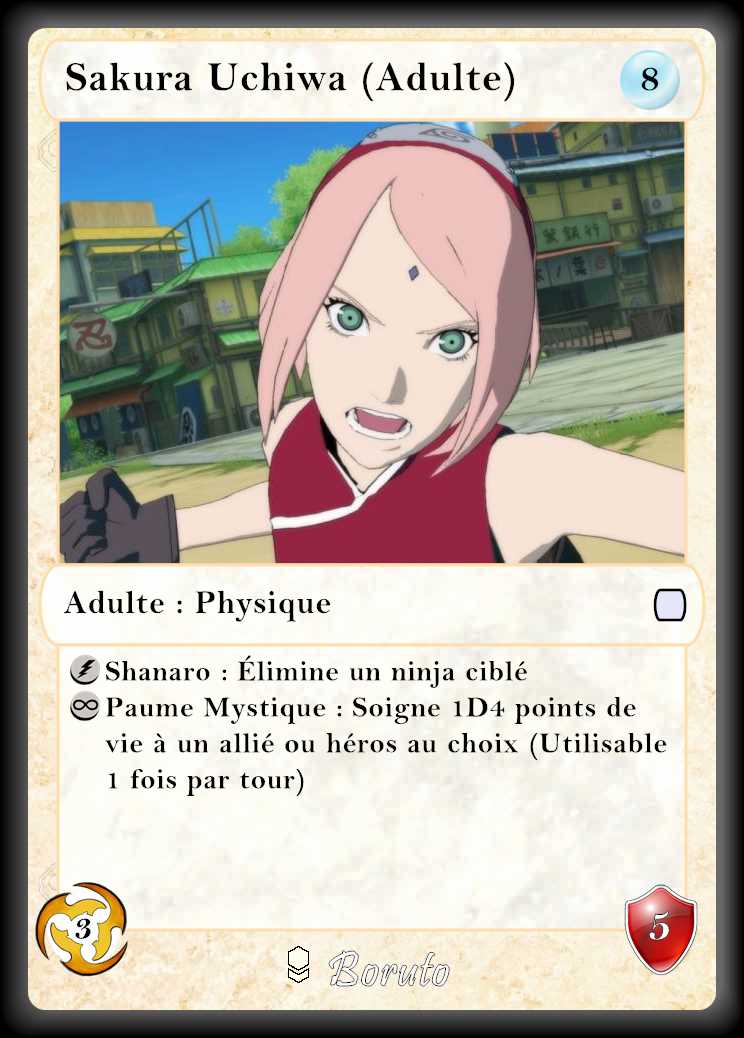 Sakura Uchiwa (Adulte)
8
忍
Adulte : Physique
Shanaro : Élimine un ninja ciblé
Paume Mystique : Soigne 1D4 points de
vie à un allié ou héros au choix (Utilisable
1 fois par tour)
3
5
Boruto